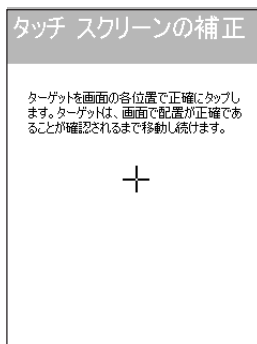 タッチ スクリーンの補正
ターゲットを画面の各位置で正確にタップし
ます。ターゲットは、画面で配置が正確であ
ることが確認されるまで移動し続けます。